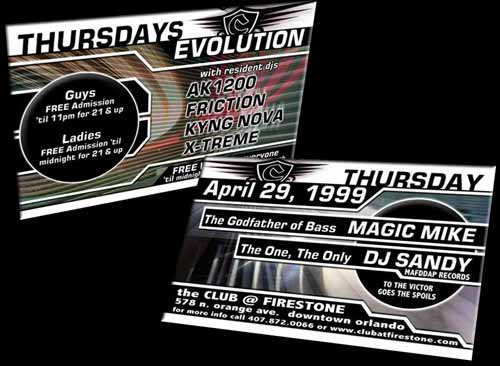 THURSDAYS
EVOLUTION
with resident djs
AK1200
FRICTION
KYNG NOVA
X-TREME
Guys
FREE Admission
'til 11pm for 21 & up
Ladies
FREE Admission 'til
midnight for 21 & up
everyone
FREE
'til midnight
THURSDAY
April 29, 1999
The Godfather of Bass MAGIC MIKE
The One, The Only DJ SANDY
HAFDDAP RECORDS
TO THE VICTOR
GOES THE SPOILS
the CLUB @ FIRESTONE
578 n. orange ave. downtown orlando
for more info call 407.872.0066 or www.clubatfirestone.com